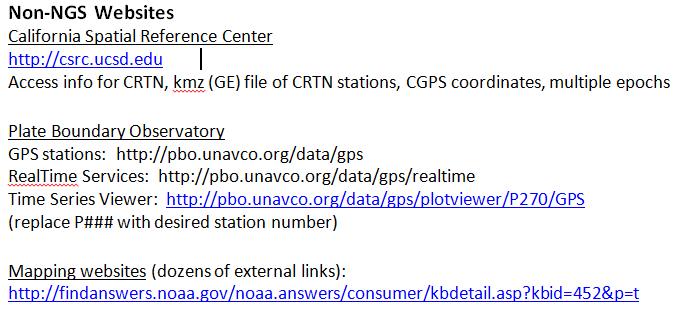 Non-NGS Websites
California Spatial Reference Center
http://csrc.ucsd.edu
Access info for CRTN, kmz (GE) file of CRTN stations, CGPS coordinates, multiple epochs
Plate Boundary Observatory
GPS stations:  http://pbo.unavco.org/data/gps
RealTime Services:  http://pbo.unavco.org/data/gps/realtime
Time Series Viewer:  http://pbo.unavco.org/data/gps/plotviewer/P270/GPS
(replace P### with desired station number)
Mapping websites (dozens of external links):
http://findanswers.noaa.gov/noaa.answers/consumer/kbdetail.asp?kbid=452&p=t